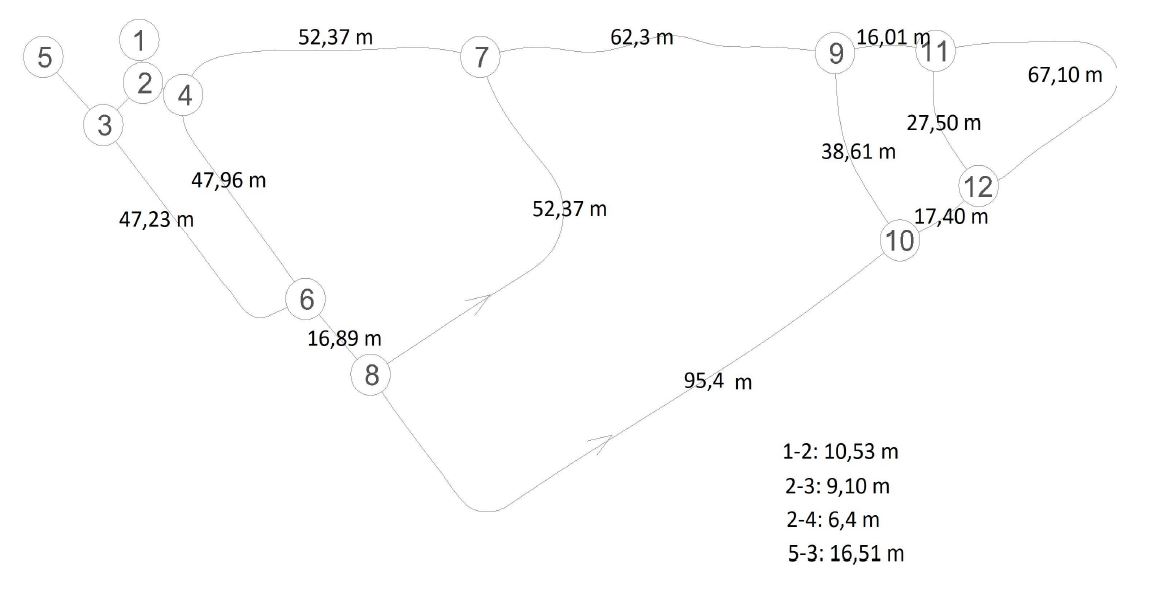 1
5
2
4
3
52,37 m
7
62,3 m
9
16,01 m
11
67,10 m
27,50 m
38,61 m
12
47,96 m
47,23 m
52,37 m
17,40 m
10
6
16,89 m
8
95,4 m
1-2: 10,53 m
2-3: 9,10 m
2-4: 6,4 m
5-3: 16,51 m